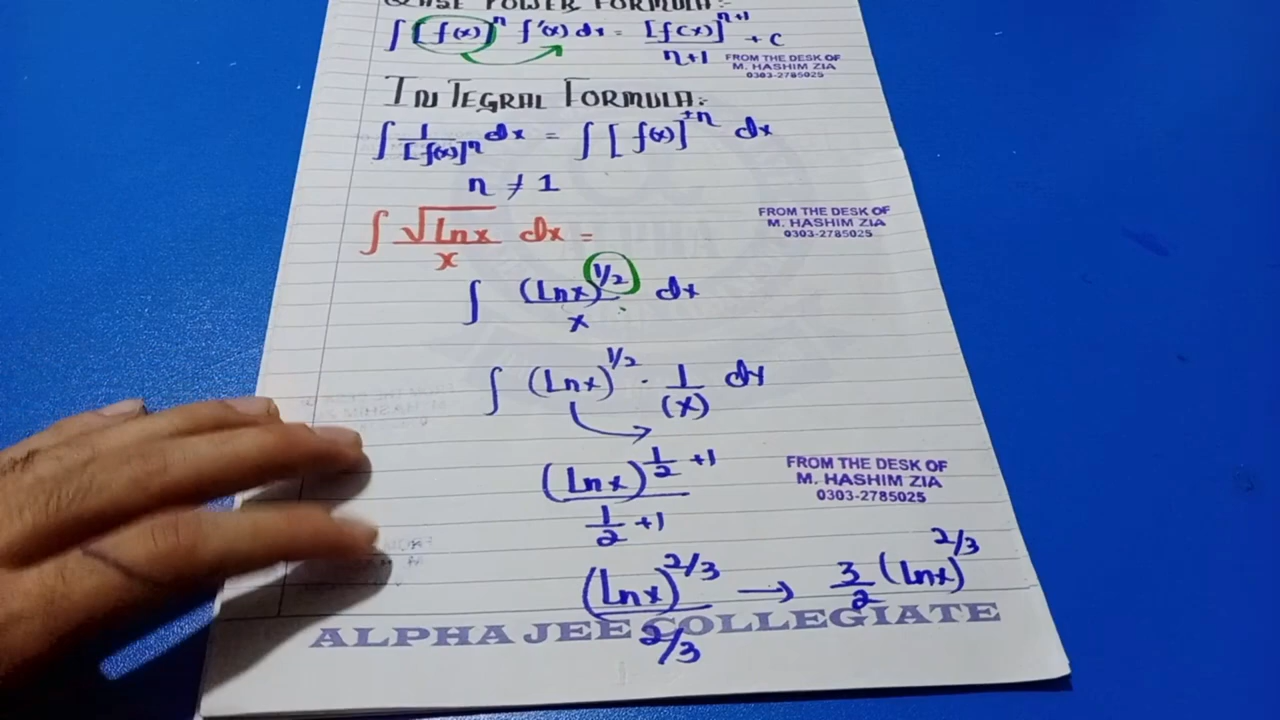 POWER FORMULA:-
∫ [f(x)]^n f'(x) dx = [f(x)]^{n+1} / n+1 + c
FROM THE DESK OF
M. HASHIM ZIA
0303-2785025
INTEGRAL FORMULA:-
∫ 1/[f(x)]^n dx = ∫ [f(x)]^{±n} dx
n ≠ 1
FROM THE DESK OF
M. HASHIM ZIA
0303-2785025
∫ √(Lnx) / x dx =
∫ (Lnx)^{1/2} / x dx
∫ (Lnx)^{1/2} · 1/(x) dx
(Lnx)^{1/2 +1} / 1/2 +1
FROM THE DESK OF
M. HASHIM ZIA
0303-2785025
(Lnx)^{2/3} / 2/3 → 3/2 (Lnx)^{2/3}
ALPHA JEE COLLEGIATE